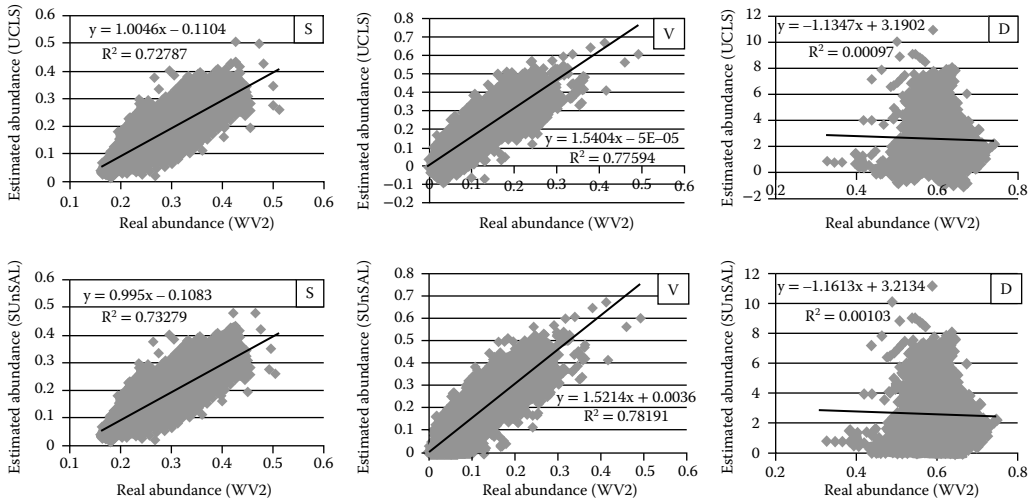 Estimated abundance (UCLS)
y = 1.0046x – 0.1104
R² = 0.72787
S
0.6
0.5
0.4
0.3
0.2
0.1
0
0.1 0.2 0.3 0.4 0.5 0.6
Real abundance (WV2)
Estimated abundance (UCLS)
V
0.8
0.7
0.6
0.5
0.4
0.3
0.2
0.1
0
–0.1
–0.2
y = 1.5404x – 5E–05
R² = 0.77594
0 0.1 0.2 0.3 0.4 0.5 0.6
Real abundance (WV2)
Estimated abundance (UCLS)
y = –1.1347x + 3.1902
R² = 0.00097
D
12
10
8
6
4
2
0
–2
0.2 0.4 0.6 0.8
Real abundance (WV2)
Estimated abundance (SUnSAL)
y = 0.995x – 0.1083
R² = 0.73279
S
0.6
0.5
0.4
0.3
0.2
0.1
0
0.1 0.2 0.3 0.4 0.5 0.6
Real abundance (WV2)
Estimated abundance (SUnSAL)
V
0.8
0.7
0.6
0.5
0.4
0.3
0.2
0.1
0
y = 1.5214x + 0.0036
R² = 0.78191
0 0.1 0.2 0.3 0.4 0.5 0.6
Real abundance (WV2)
Estimated abundance (SUnSAL)
y = –1.1613x + 3.2134
R² = 0.00103
D
12
10
8
6
4
2
0
0.2 0.4 0.6 0.8
Real abundance (WV2)